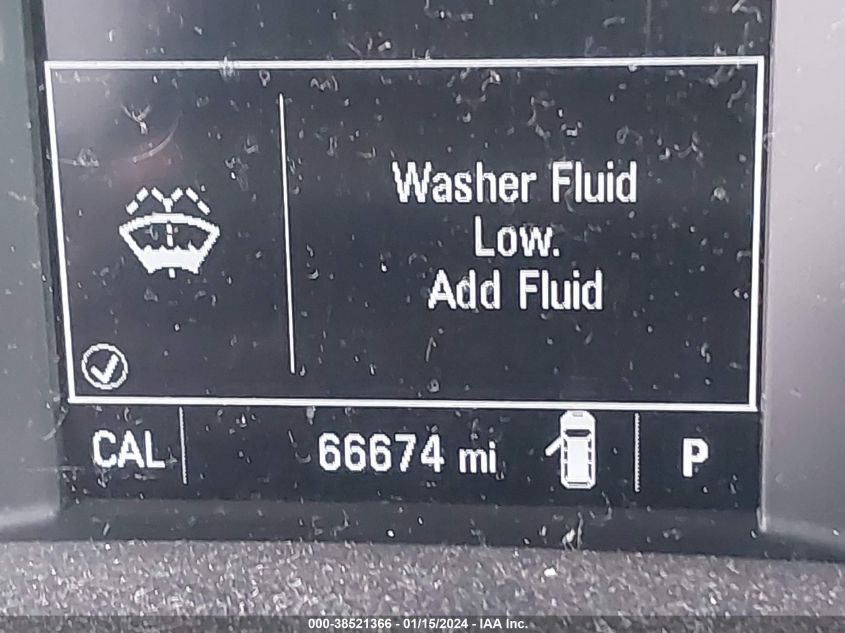 Washer Fluid
Low.
Add Fluid
CAL 66674 mi P
000-38521366 - 01/15/2024 - IAA Inc.